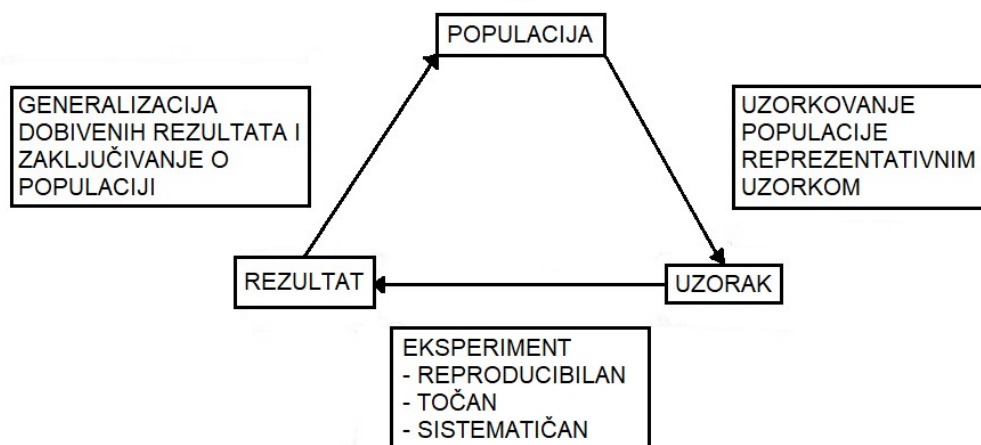 POPULACIJA
GENERALIZACIJA
DOBIVENIH REZULTATA I
ZAKLJUČIVANJE O
POPULACIJI
UZORKOVANJE
POPULACIJE
REPREZENTATIVNIM
UZORKOM
REZULTAT
UZORAK
EKSPERIMENT
- REPRODUCIBILAN
- TOČAN
- SISTEMATIČAN